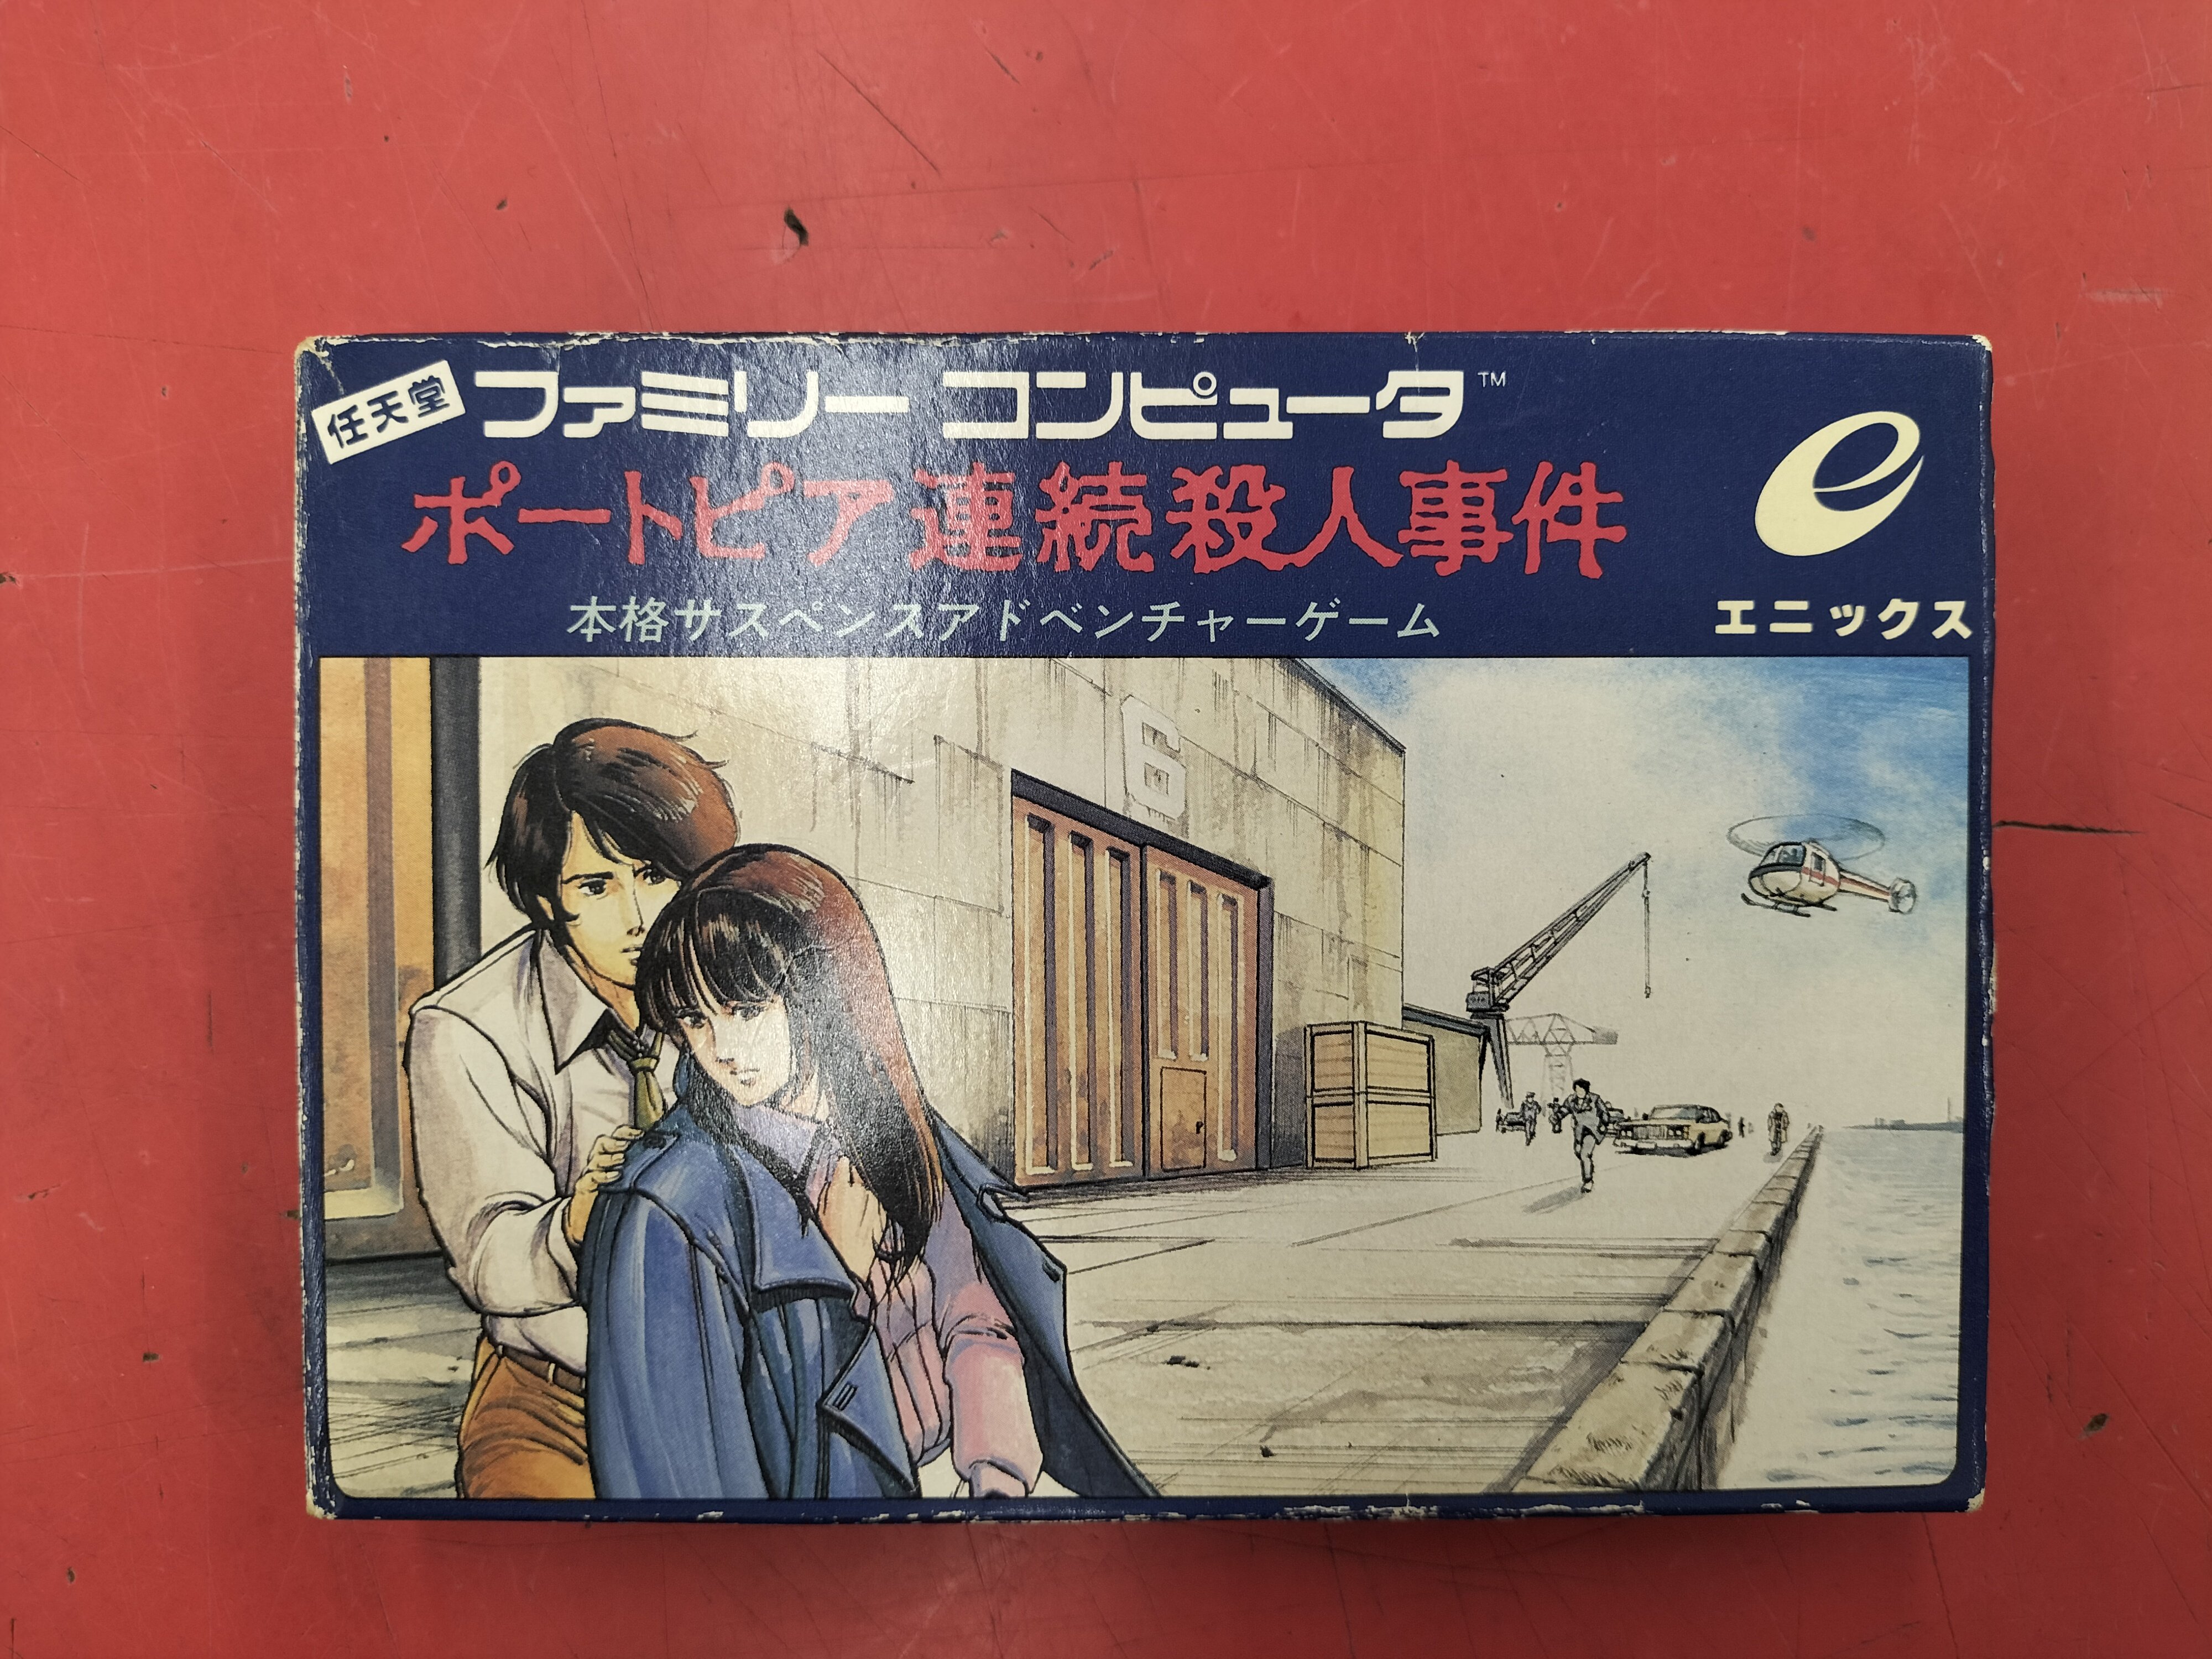 任天堂 ファミリーコンピュータ™
ポートピア連続殺人事件
本格サスペンスアドベンチャーゲーム
e
エニックス
6